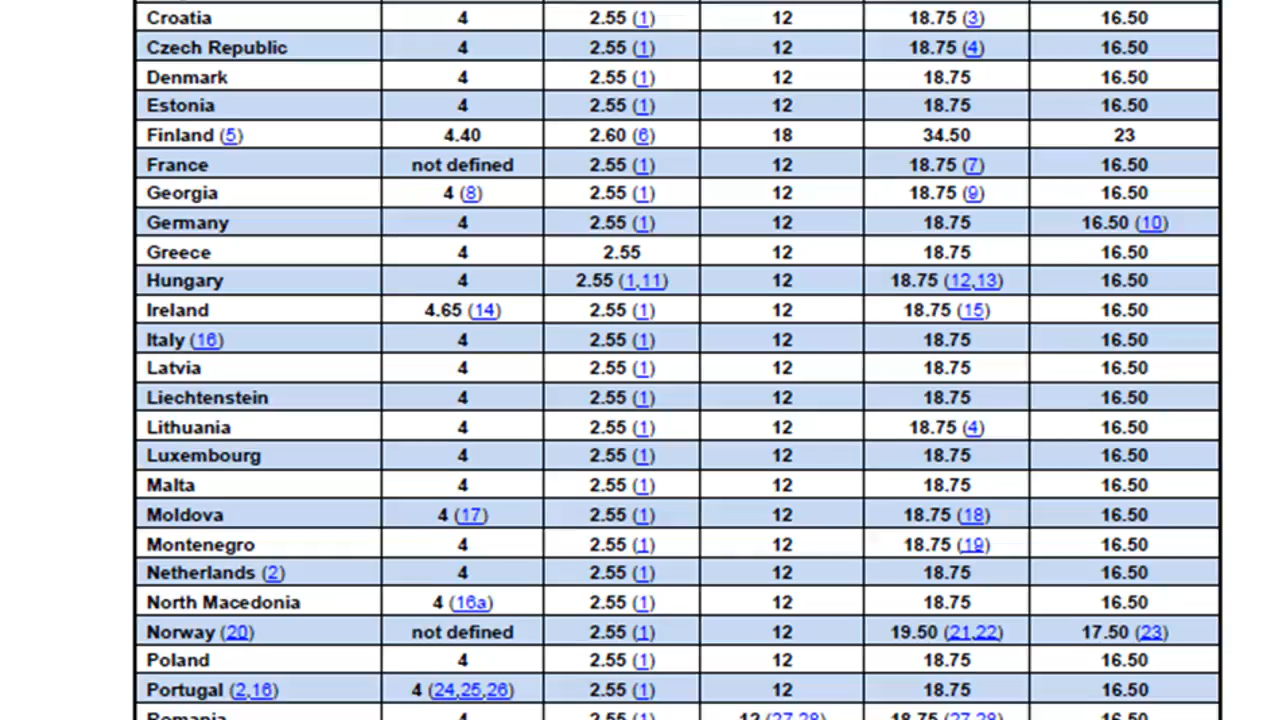 Croatia 4 2.55 (1) 12 18.75 (3) 16.50
Czech Republic 4 2.55 (1) 12 18.75 (4) 16.50
Denmark 4 2.55 (1) 12 18.75 16.50
Estonia 4 2.55 (1) 12 18.75 16.50
Finland (5) 4.40 2.60 (6) 18 34.50 23
France not defined 2.55 (1) 12 18.75 (7) 16.50
Georgia 4 (8) 2.55 (1) 12 18.75 (9) 16.50
Germany 4 2.55 (1) 12 18.75 16.50 (10)
Greece 4 2.55 12 18.75 16.50
Hungary 4 2.55 (1,11) 12 18.75 (12,13) 16.50
Ireland 4.65 (14) 2.55 (1) 12 18.75 (15) 16.50
Italy (16) 4 2.55 (1) 12 18.75 16.50
Latvia 4 2.55 (1) 12 18.75 16.50
Liechtenstein 4 2.55 (1) 12 18.75 16.50
Lithuania 4 2.55 (1) 12 18.75 (4) 16.50
Luxembourg 4 2.55 (1) 12 18.75 16.50
Malta 4 2.55 (1) 12 18.75 16.50
Moldova 4 (17) 2.55 (1) 12 18.75 (18) 16.50
Montenegro 4 2.55 (1) 12 18.75 (19) 16.50
Netherlands (2) 4 2.55 (1) 12 18.75 16.50
North Macedonia 4 (16a) 2.55 (1) 12 18.75 16.50
Norway (20) not defined 2.55 (1) 12 19.50 (21,22) 17.50 (23)
Poland 4 2.55 (1) 12 18.75 16.50
Portugal (2,16) 4 (24,25,26) 2.55 (1) 12 18.75 16.50
Romania 4 2.55 (1) 12 (27,28) 18.75 (27,28) 16.50